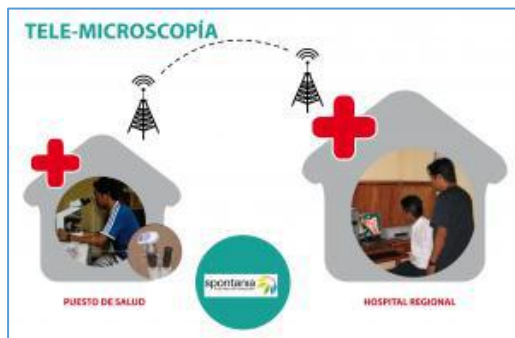 TELE-MICROSCOPÍA
spontania
PUESTO DE SALUD
HOSPITAL REGIONAL